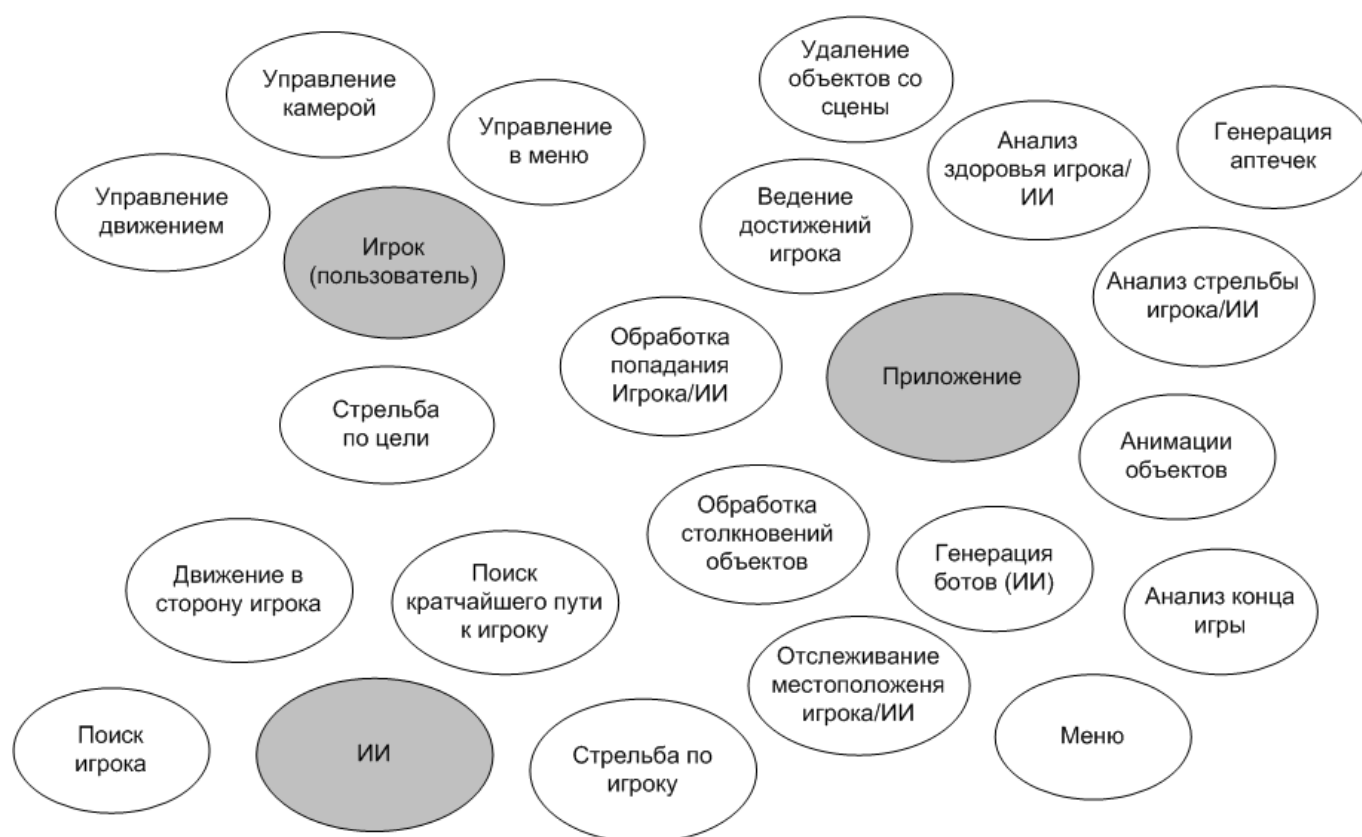 Управление
камерой
Управление
в меню
Управление
движением
Игрок
(пользователь)
Стрельба
по цели
Удаление
объектов со
сцены
Анализ
здоровья игрока/
ИИ
Генерация
аптечек
Ведение
достижений
игрока
Анализ стрельбы
игрока/ИИ
Обработка
попадания
Игрока/ИИ
Приложение
Анимации
объектов
Обработка
столкновений
объектов
Генерация
ботов (ИИ)
Анализ конца
игры
Отслеживание
местоположеня
игрока/ИИ
Меню
Движение в
сторону игрока
Поиск
кратчайшего пути
к игроку
Поиск
игрока
ИИ
Стрельба по
игроку